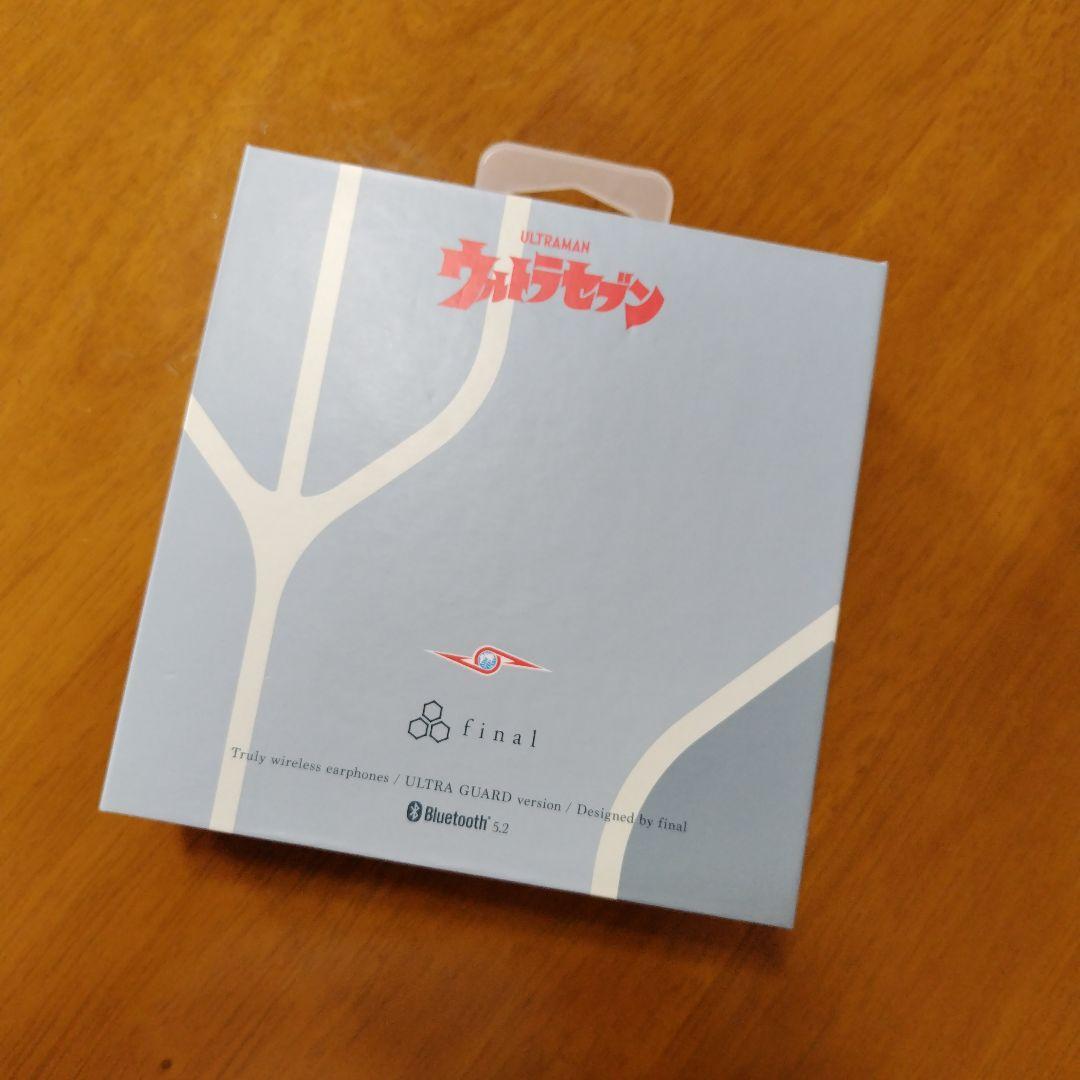 ULTRAMAN
ウルトラセブン
final
Truly wireless earphones / ULTRA GUARD version / Designed by final
Bluetooth® 5.2